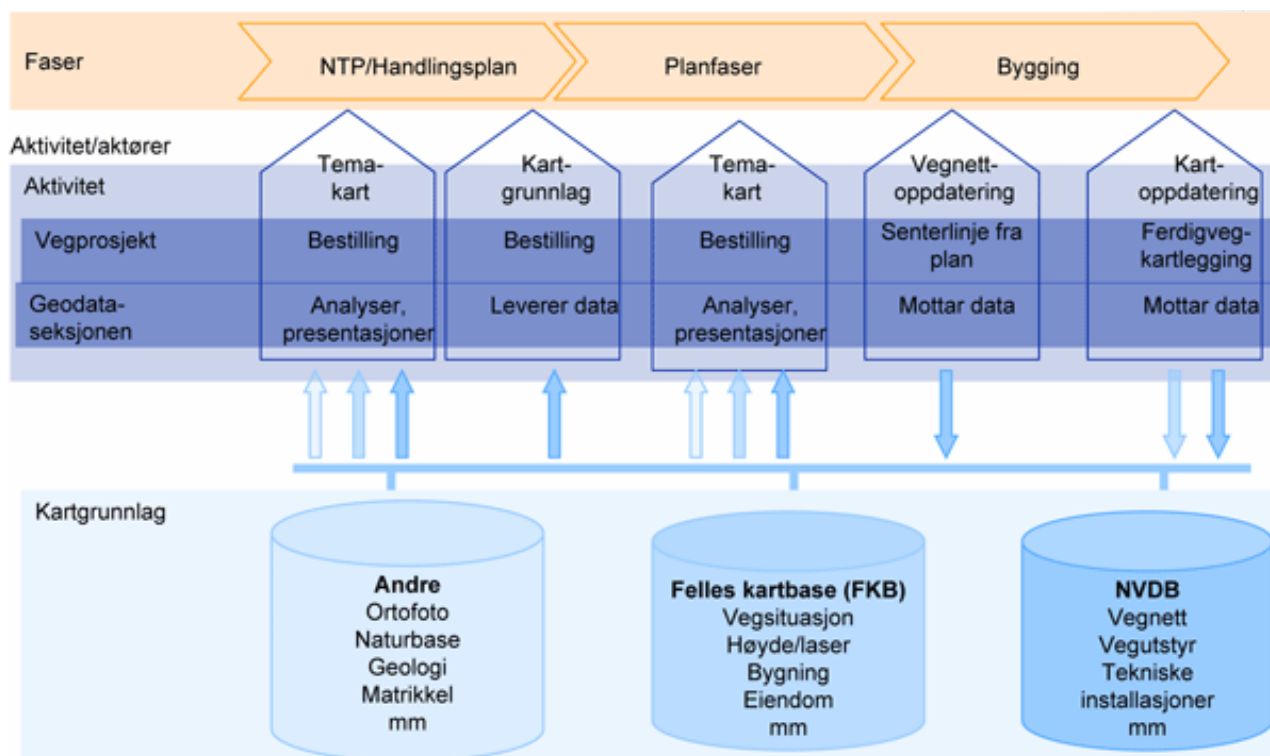 Faser
NTP/Handlingsplan
Planfaser
Bygging
Aktivitet/aktører
Aktivitet
Tema-
kart
Kart-
grunnlag
Tema-
kart
Vegnett-
oppdatering
Kart-
oppdatering
Vegprosjekt
Bestilling
Bestilling
Bestilling
Senterlinje fra
plan
Ferdigveg-
kartlegging
Geodata-
seksjonen
Analyser,
presentasjoner
Leverer data
Analyser,
presentasjoner
Mottar data
Mottar data
Kartgrunnlag
Andre
Ortofoto
Naturbase
Geologi
Matrikkel
mm
Felles kartbase (FKB)
Vegsituasjon
Høyde/laser
Bygning
Eiendom
mm
NVDB
Vegnett
Vegutstyr
Tekniske
installasjoner
mm